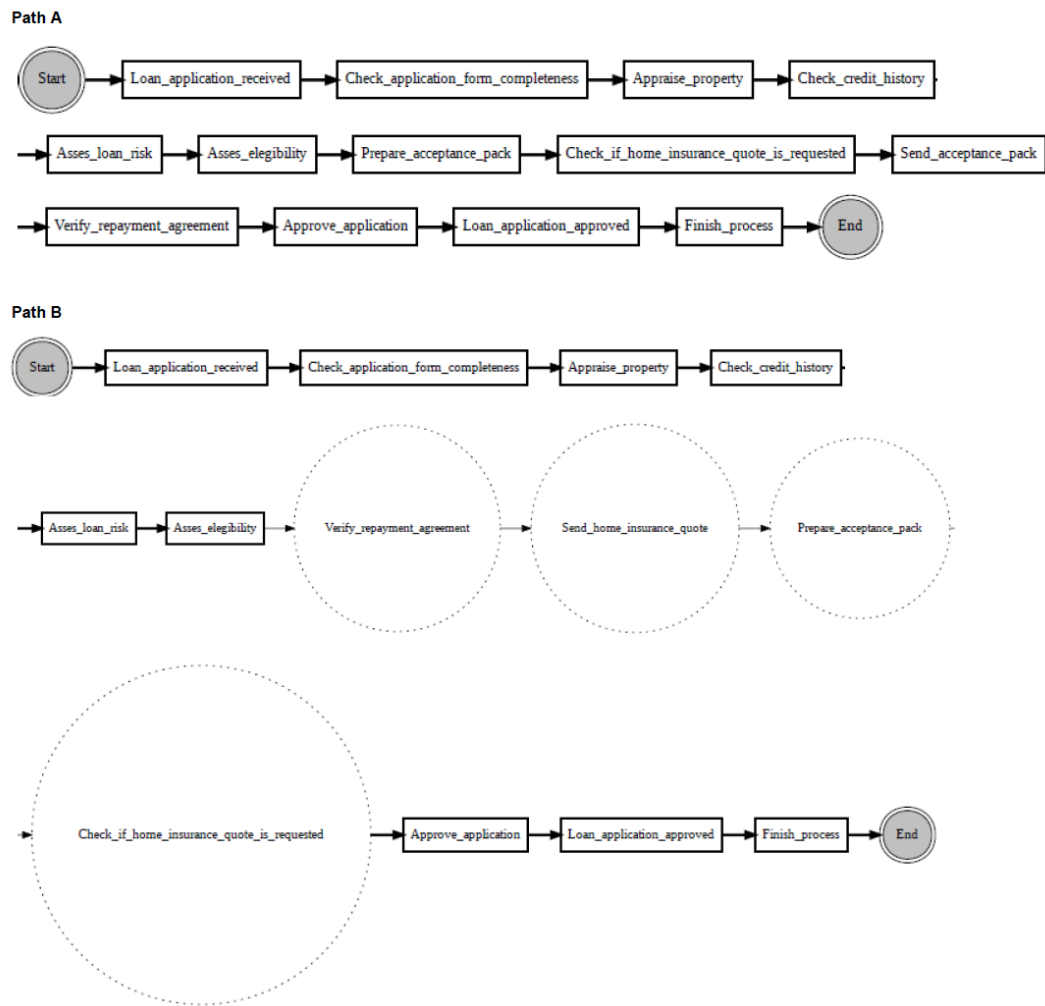 Path A
Start Loan_application_received Check_application_form_completeness Appraise_property Check_credit_history
Asses_loan_risk Asses_elegibility Prepare_acceptance_pack Check_if_home_insurance_quote_is_requested Send_acceptance_pack
Verify_repayment_agreement Approve_application Loan_application_approved Finish_process End
Path B
Start Loan_application_received Check_application_form_completeness Appraise_property Check_credit_history
Asses_loan_risk Asses_elegibility Verify_repayment_agreement Send_home_insurance_quote Prepare_acceptance_pack
Check_if_home_insurance_quote_is_requested Approve_application Loan_application_approved Finish_process End